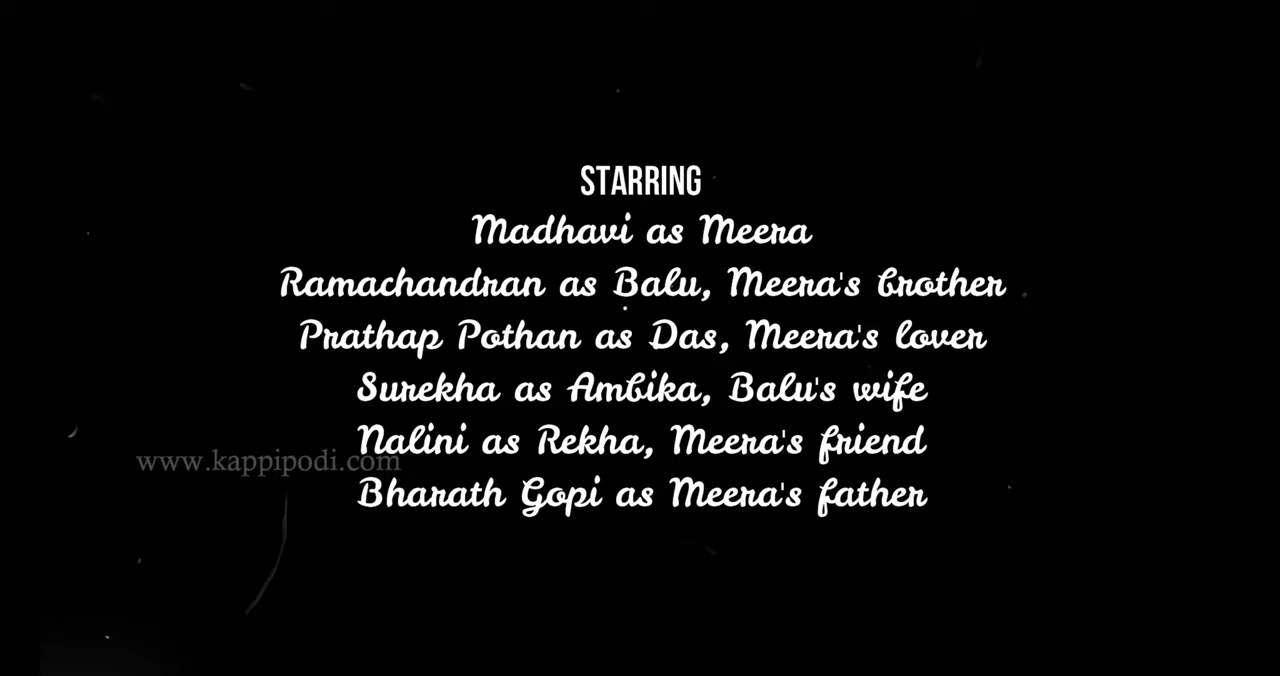 STARRING
Madhavi as Meera
Ramachandran as Balu, Meera's brother
Prathap Pothan as Das, Meera's lover
Surekha as Ambika, Balu's wife
Nalini as Rekha, Meera's friend
www.kappipodi.com
Bharath Gopi as Meera's father